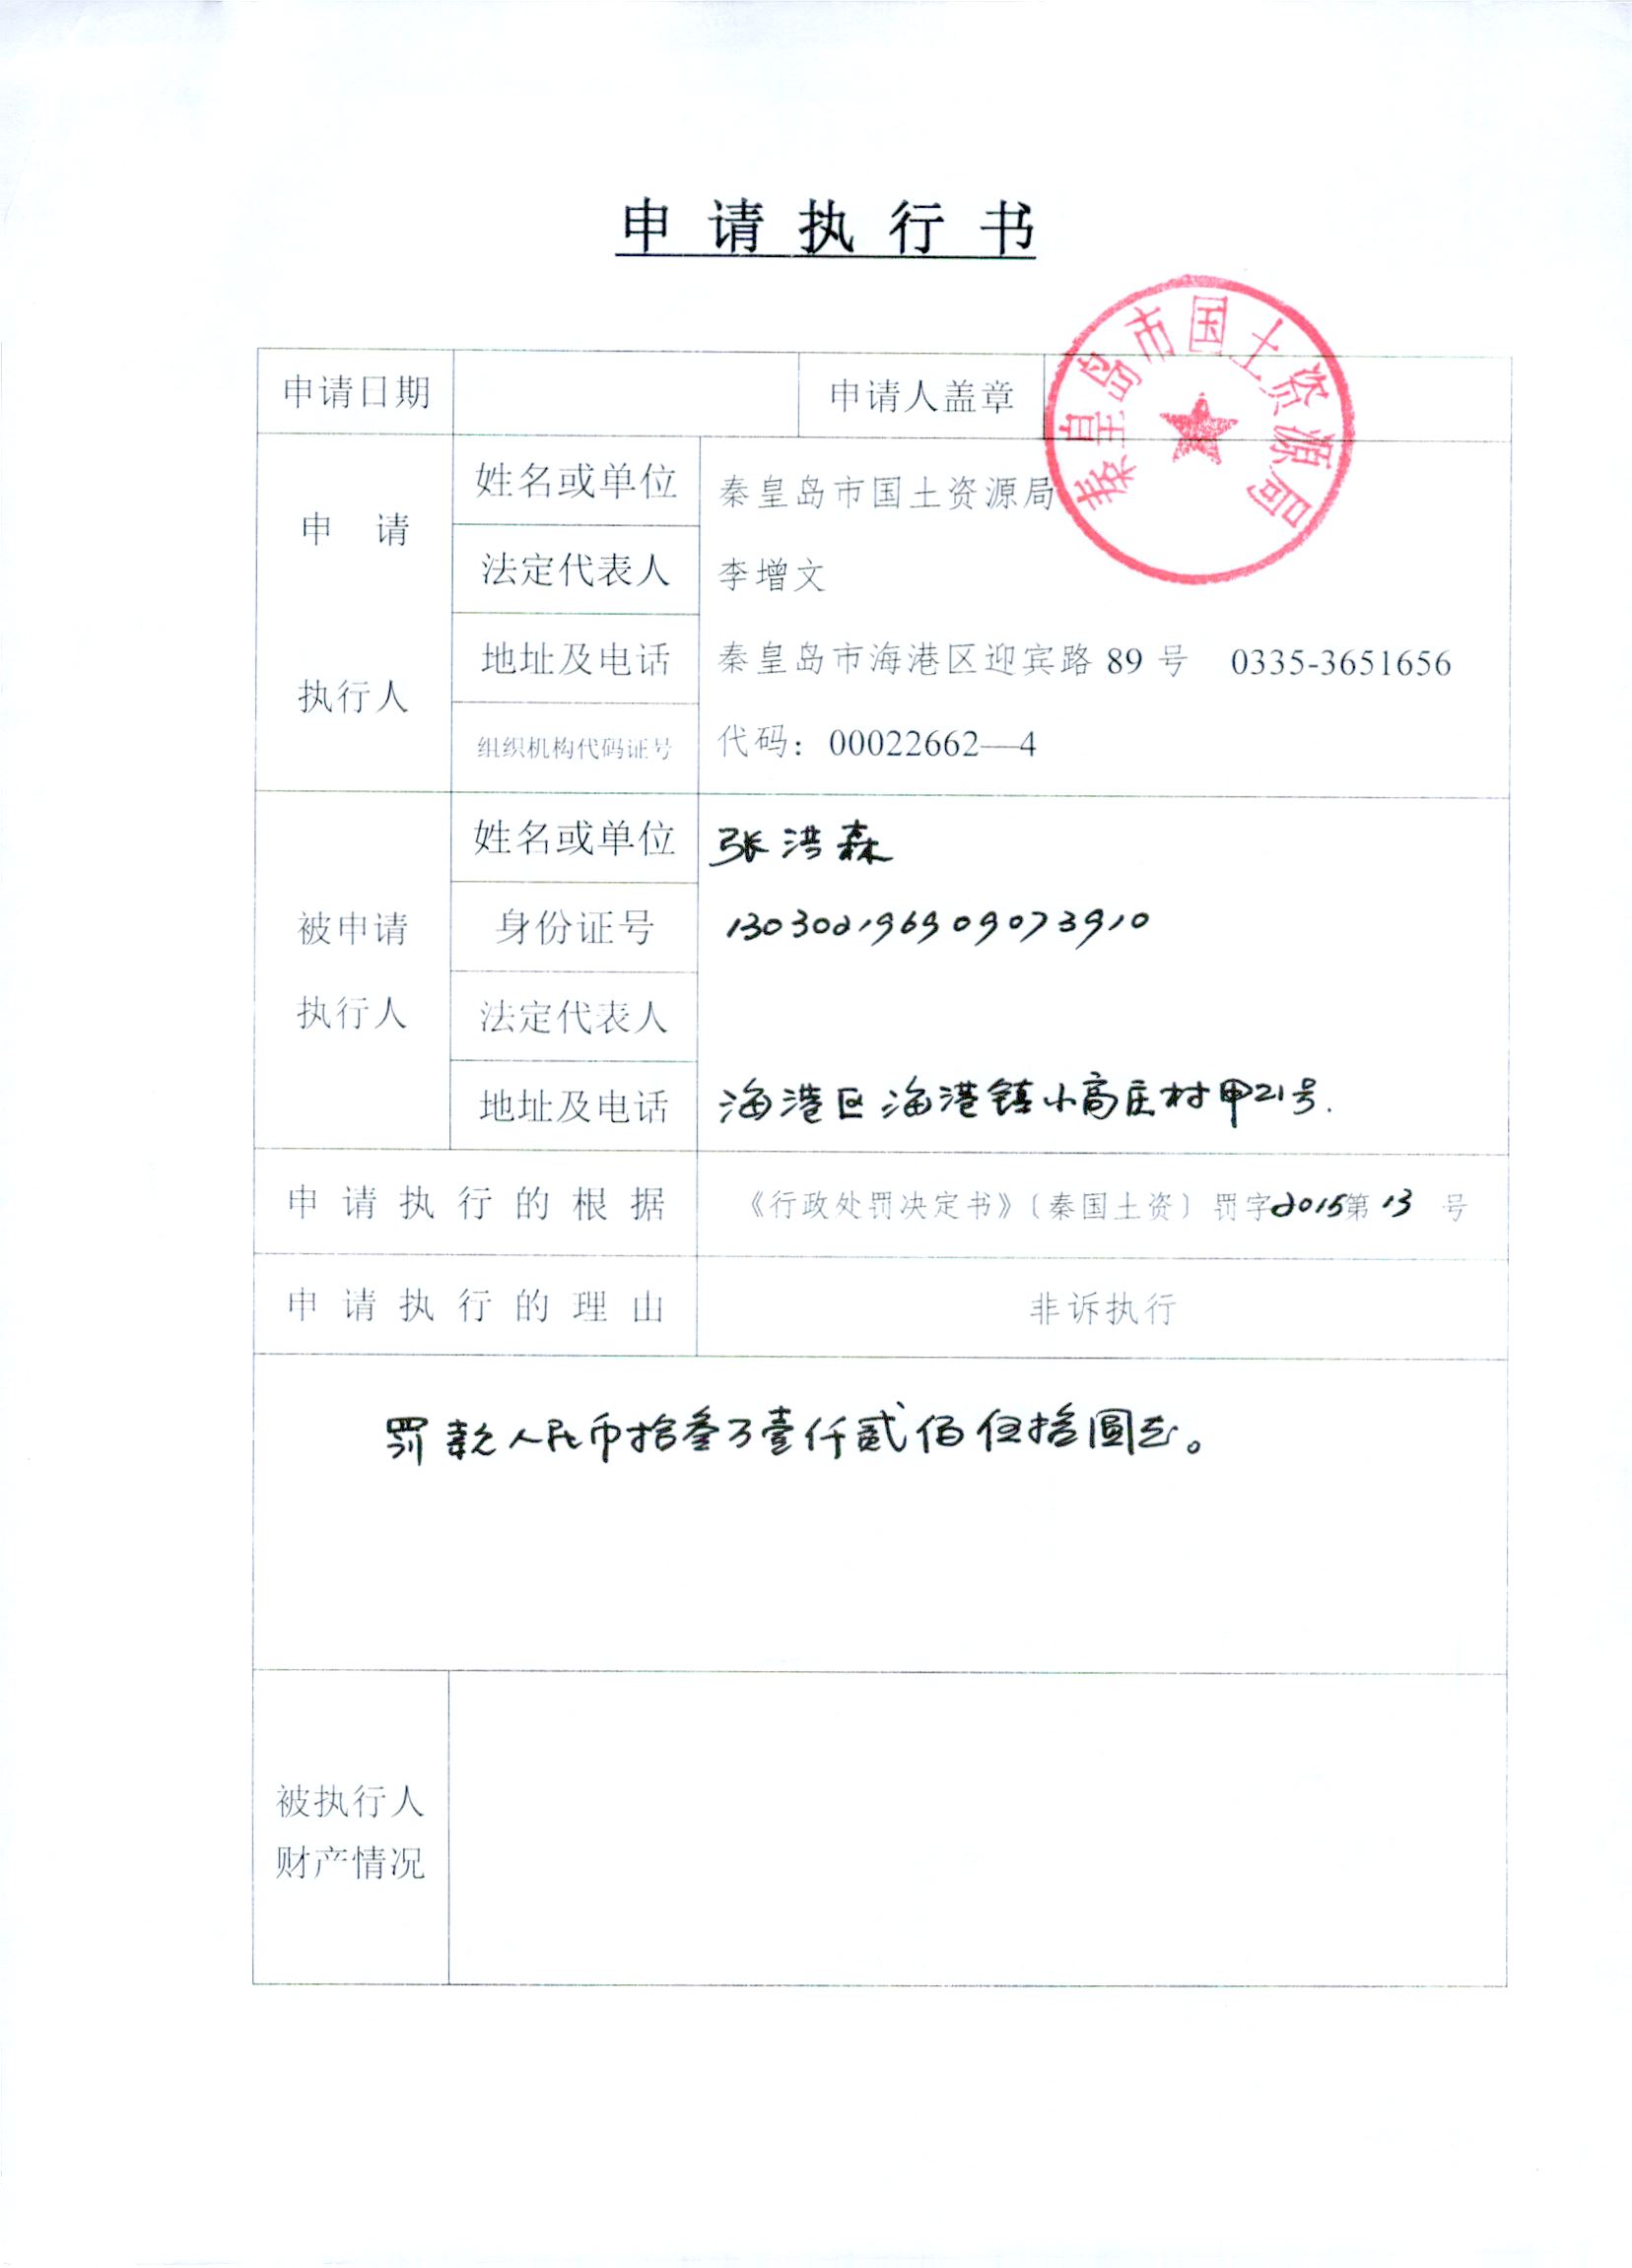 申请执行书
秦皇岛市国土资源局
申请日期 申请人盖章
申请执行人
姓名或单位 秦皇岛市国土资源局
法定代表人 李增文
地址及电话 秦皇岛市海港区迎宾路 89 号 0335-3651656
组织机构代码证号 代码：00022662—4
被申请执行人
姓名或单位 张洪森
身份证号 130302196909073910
法定代表人
地址及电话 海港区海港镇小高庄村甲21号.
申请执行的根据 《行政处罚决定书》〔秦国土资〕罚字2015第13号
申请执行的理由 非诉执行
罚款人民币拾叁万壹仟贰佰伍拾圆整。
被执行人
财产情况